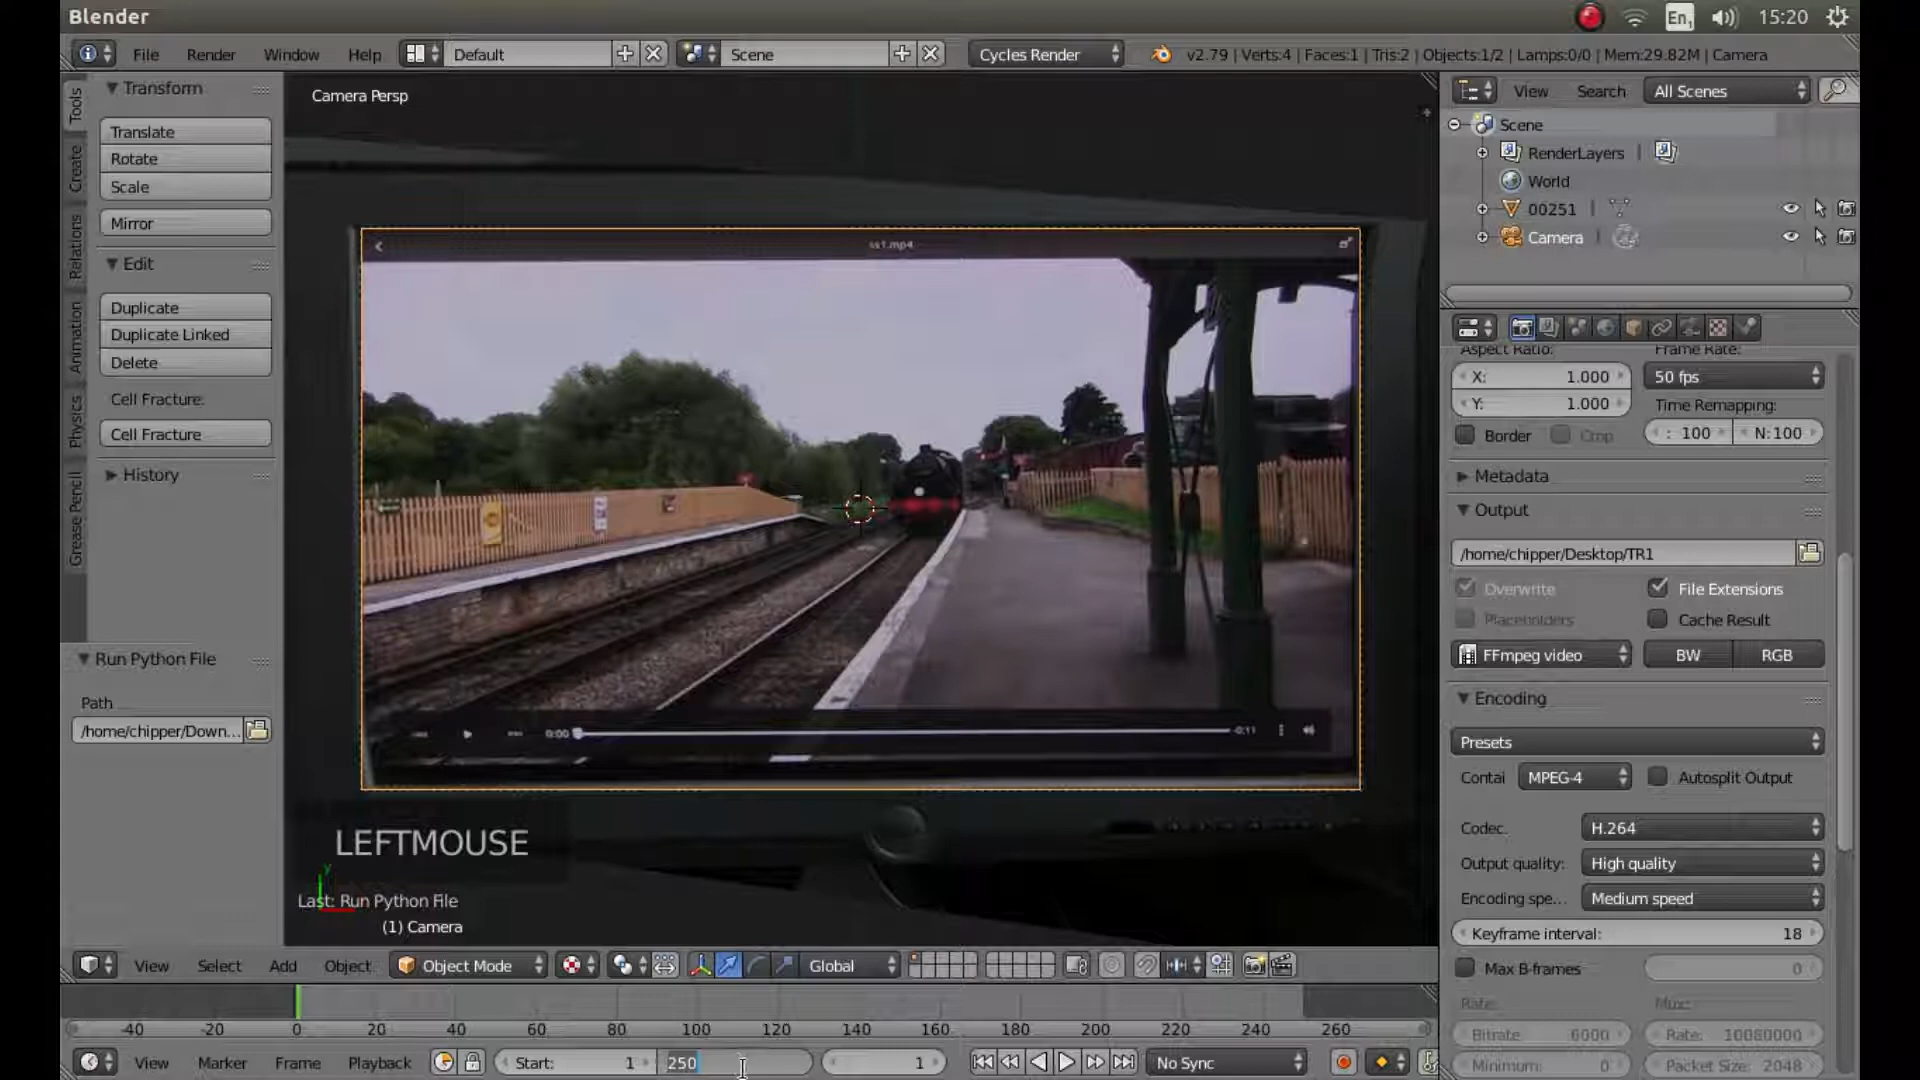 Blender
En1
15:20
File Render Window Help Default Scene Cycles Render v2.79 | Verts:4 | Faces:1 | Tris:2 | Objects:1/2 | Lamps:0/0 | Mem:29.82M | Camera
Tools
Create
Relations
Animation
Physics
Grease Pencil
Transform
Translate
Rotate
Scale
Mirror
Edit
Duplicate
Duplicate Linked
Delete
Cell Fracture:
Cell Fracture
History
Run Python File
Path
/home/chipper/Down...
Camera Persp
ss1.mp4
0:00
-0:11
LEFTMOUSE
Last: Run Python File
(1) Camera
View Search All Scenes
Scene
RenderLayers
World
00251
Camera
Aspect Ratio: Frame Rate:
X: 1.000 50 fps
Y: 1.000 Time Remapping:
Border Crop : 100 N:100
Metadata
Output
/home/chipper/Desktop/TR1
Overwrite File Extensions
Placeholders Cache Result
FFmpeg video BW RGB
Encoding
Presets
Contai MPEG-4 Autosplit Output
Codec. H.264
Output quality: High quality
Encoding spe... Medium speed
Keyframe interval: 18
Max B-frames 0
Rate: Mux:
Bitrate: 6000 Rate: 10080000
Minimum: 0 Packet Size: 2048
View Select Add Object Object Mode Global
-40 -20 0 20 40 60 80 100 120 140 160 180 200 220 240 260
View Marker Frame Playback Start: 1 250 1 No Sync